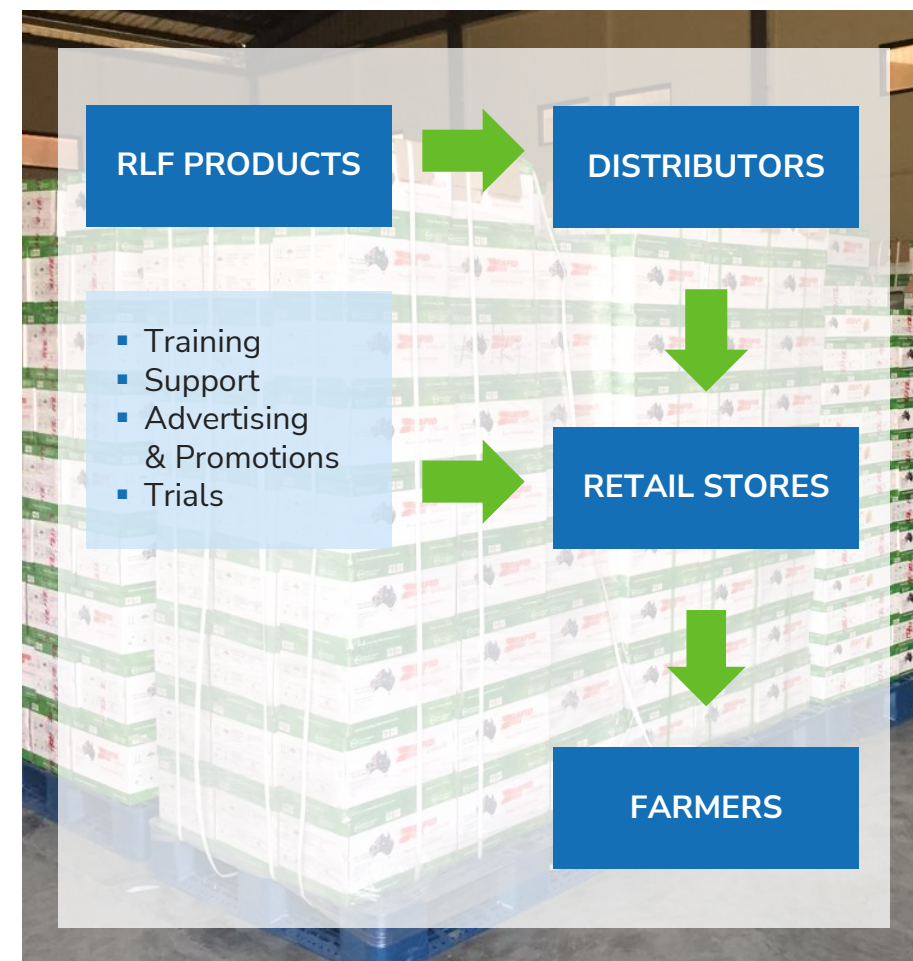 RLF PRODUCTS
DISTRIBUTORS
▪ Training
▪ Support
▪ Advertising
& Promotions
▪ Trials
RETAIL STORES
FARMERS